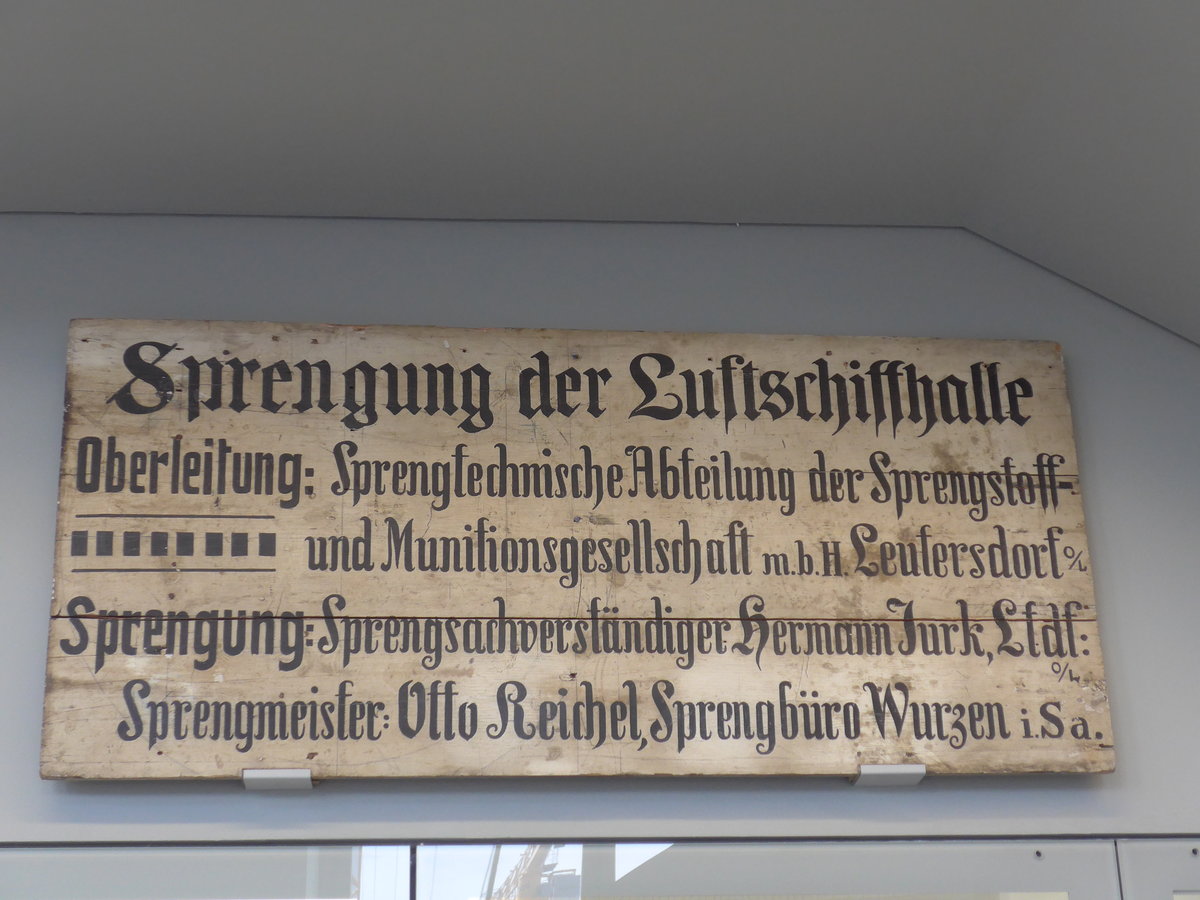 Sprengung der Luftschiffhalle
Oberleitung: Sprengtechnische Abteilung der Sprengstoff-
und Munitionsgesellschaft m.b.H. Leutersdorf o/L
Sprengung: Sprengsachverständiger Hermann Jurk, Ltdf: o/L
Sprengmeister: Otto Reichel, Sprengbüro Wurzen i.Sa.